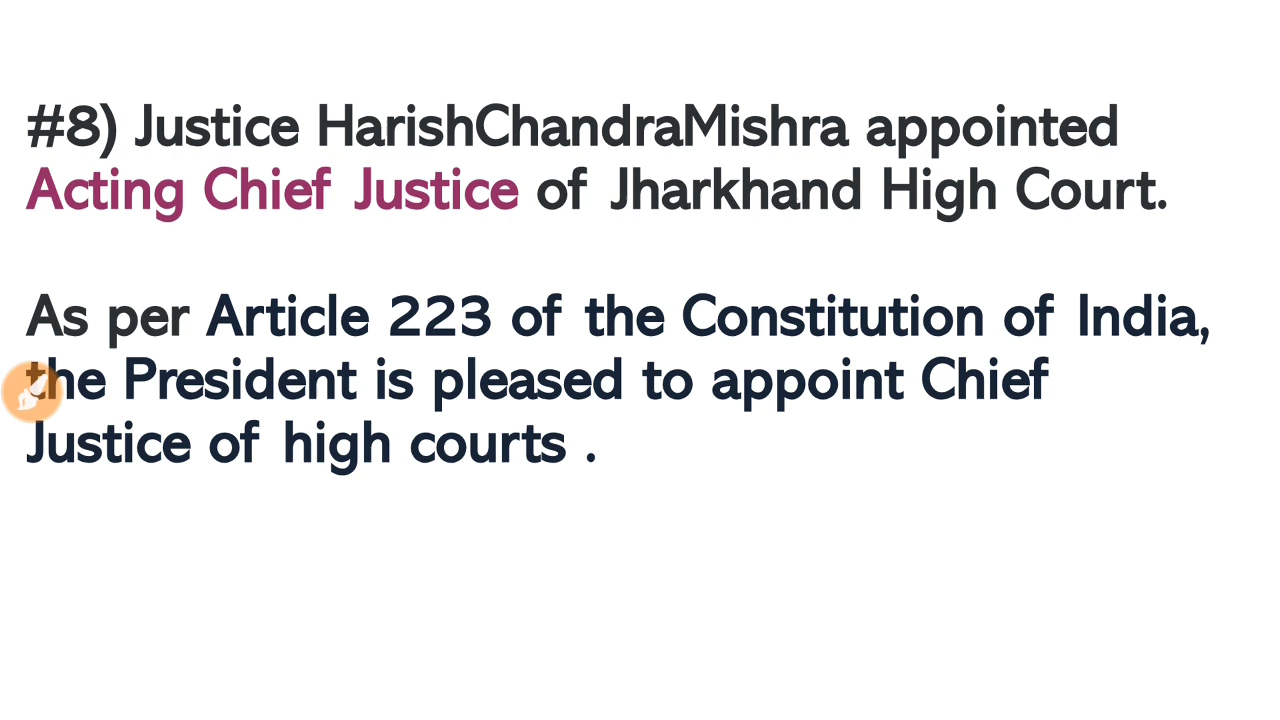 #8) Justice HarishChandraMishra appointed
Acting Chief Justice of Jharkhand High Court.
As per Article 223 of the Constitution of India,
the President is pleased to appoint Chief
Justice of high courts .